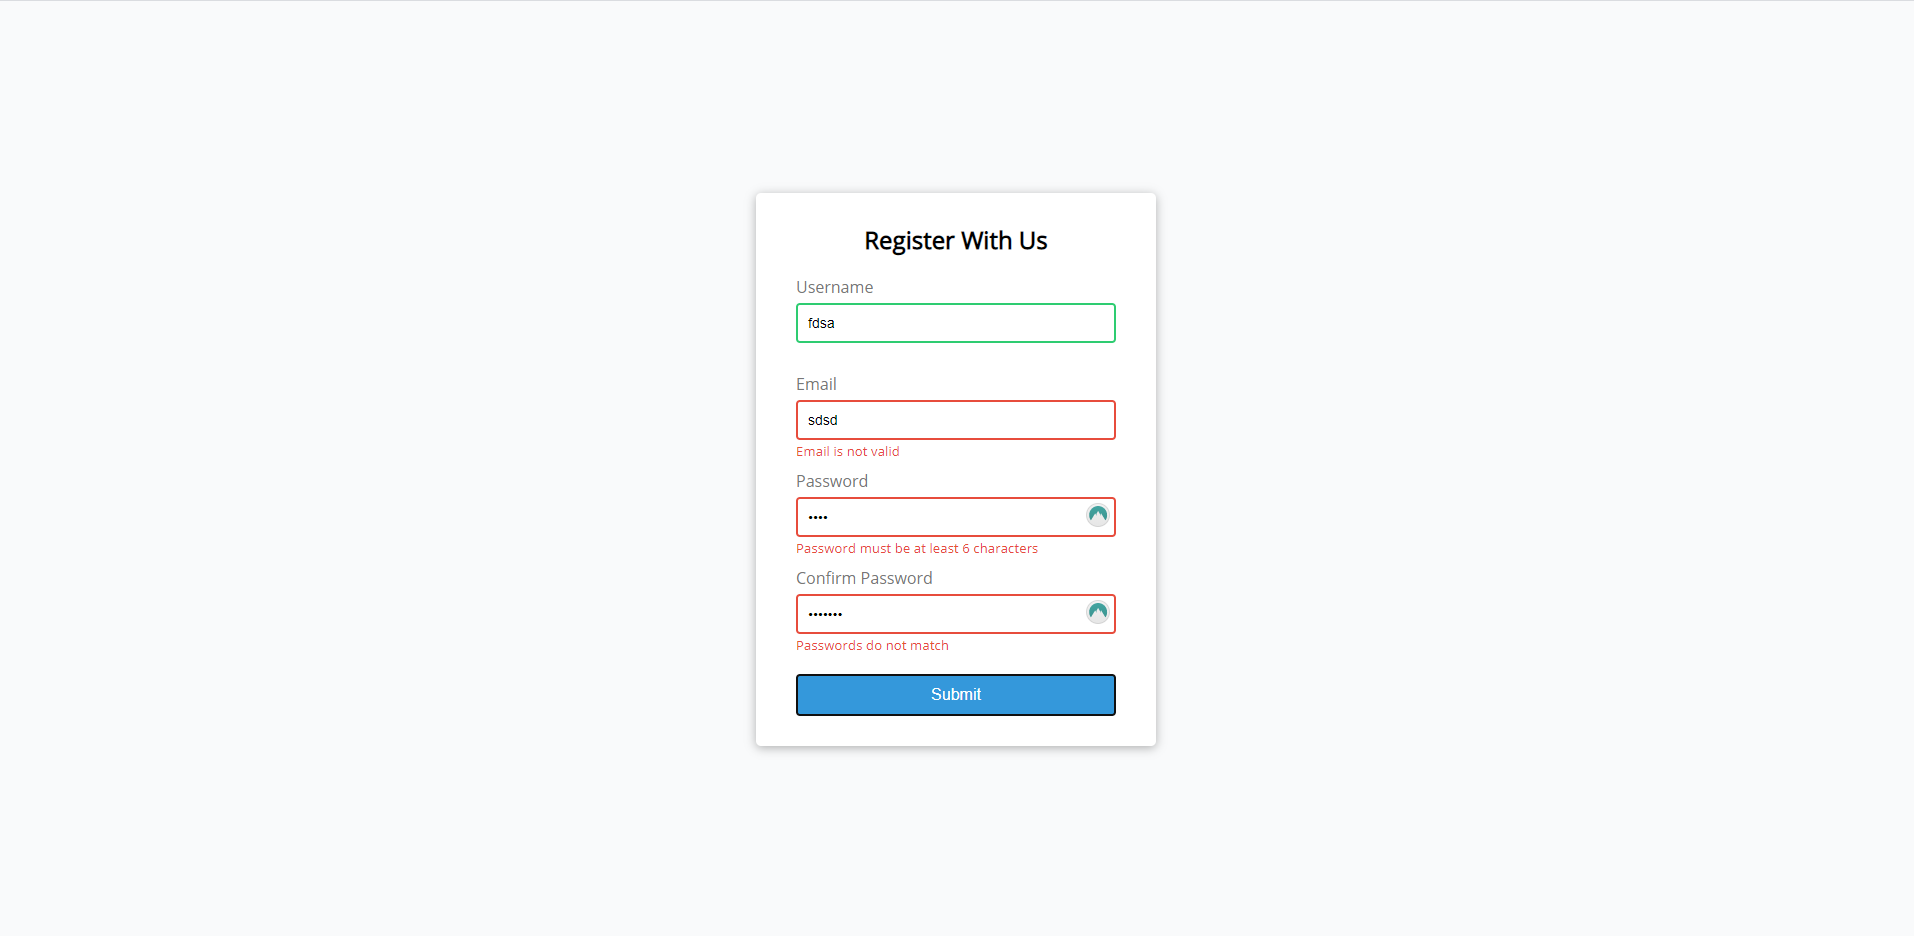 Register With Us
Username
fdsa
Email
sdsd
Email is not valid
Password
••••
Password must be at least 6 characters
Confirm Password
•••••••
Passwords do not match
Submit